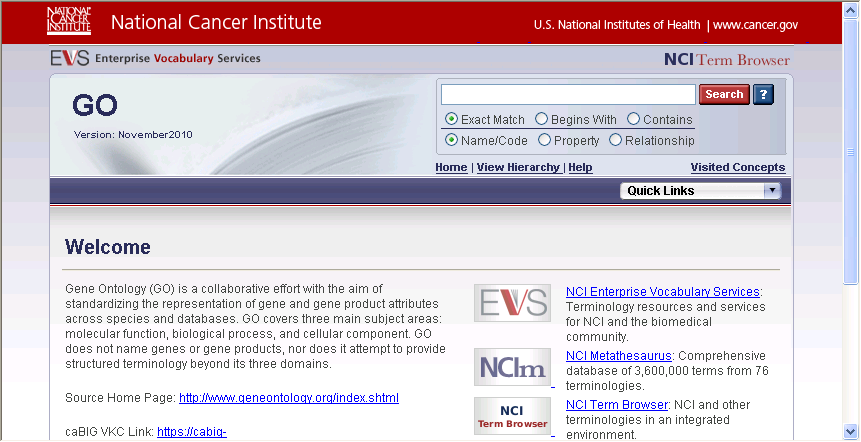 NATIONAL
CANCER
INSTITUTE
National Cancer Institute
U.S. National Institutes of Health | www.cancer.gov
EVS Enterprise Vocabulary Services
NCI Term Browser
GO
Version: November2010
Search
?
Exact Match Begins With Contains
Name/Code Property Relationship
Home | View Hierarchy | Help
Visited Concepts
Quick Links
Welcome
Gene Ontology (GO) is a collaborative effort with the aim of
standardizing the representation of gene and gene product attributes
across species and databases. GO covers three main subject areas:
molecular function, biological process, and cellular component. GO
does not name genes or gene products, nor does it attempt to provide
structured terminology beyond its three domains.
Source Home Page: http://www.geneontology.org/index.shtml
caBIG VKC Link: https://cabig-
EVS
NCI Enterprise Vocabulary Services:
Terminology resources and services
for NCI and the biomedical
community.
NCIm
NCI Metathesaurus: Comprehensive
database of 3,600,000 terms from 76
terminologies.
NCI
Term Browser
NCI Term Browser: NCI and other
terminologies in an integrated
environment.